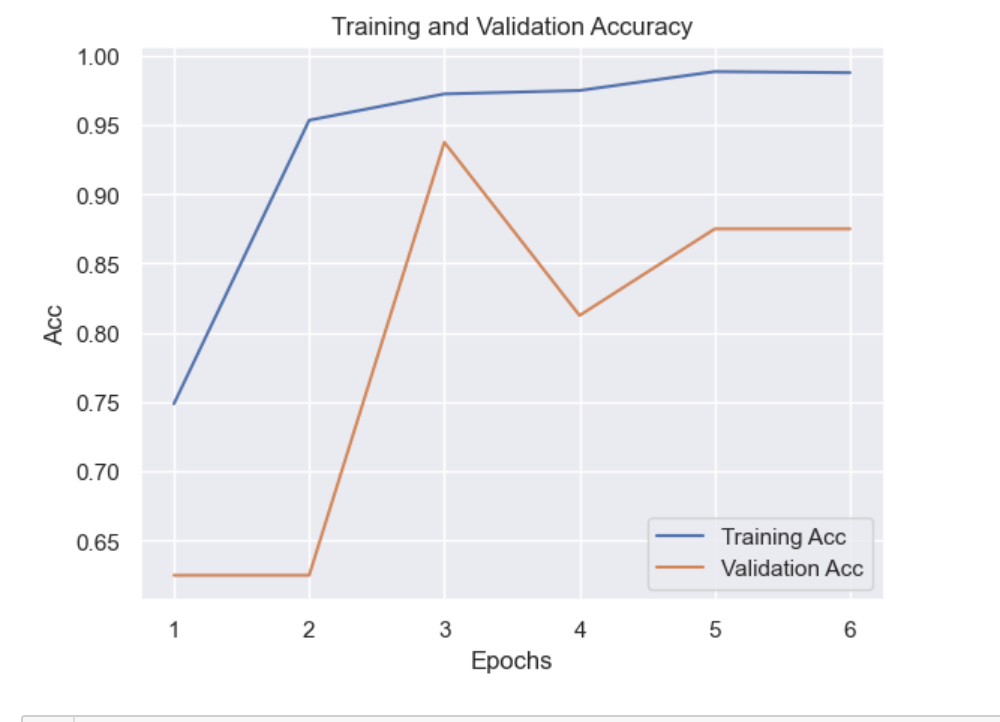 Training and Validation Accuracy
1.00
0.95
0.90
0.85
0.80
0.75
0.70
0.65
Acc
Training Acc
Validation Acc
1 2 3 4 5 6
Epochs